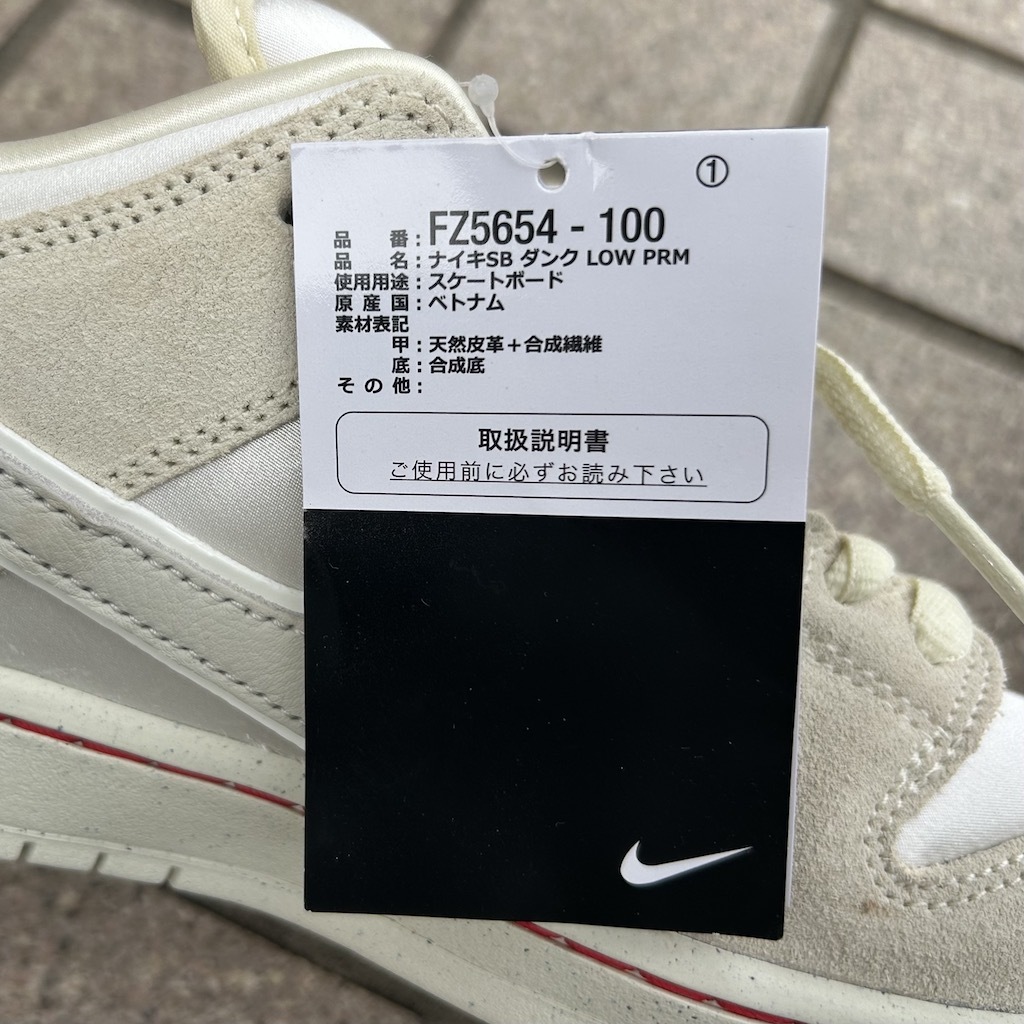 ①
品 番：FZ5654 - 100
品 名：ナイキSB ダンク LOW PRM
使用用途：スケートボード
原産国：ベトナム
素材表記
甲：天然皮革＋合成繊維
底：合成底
その他：
取扱説明書
ご使用前に必ずお読み下さい